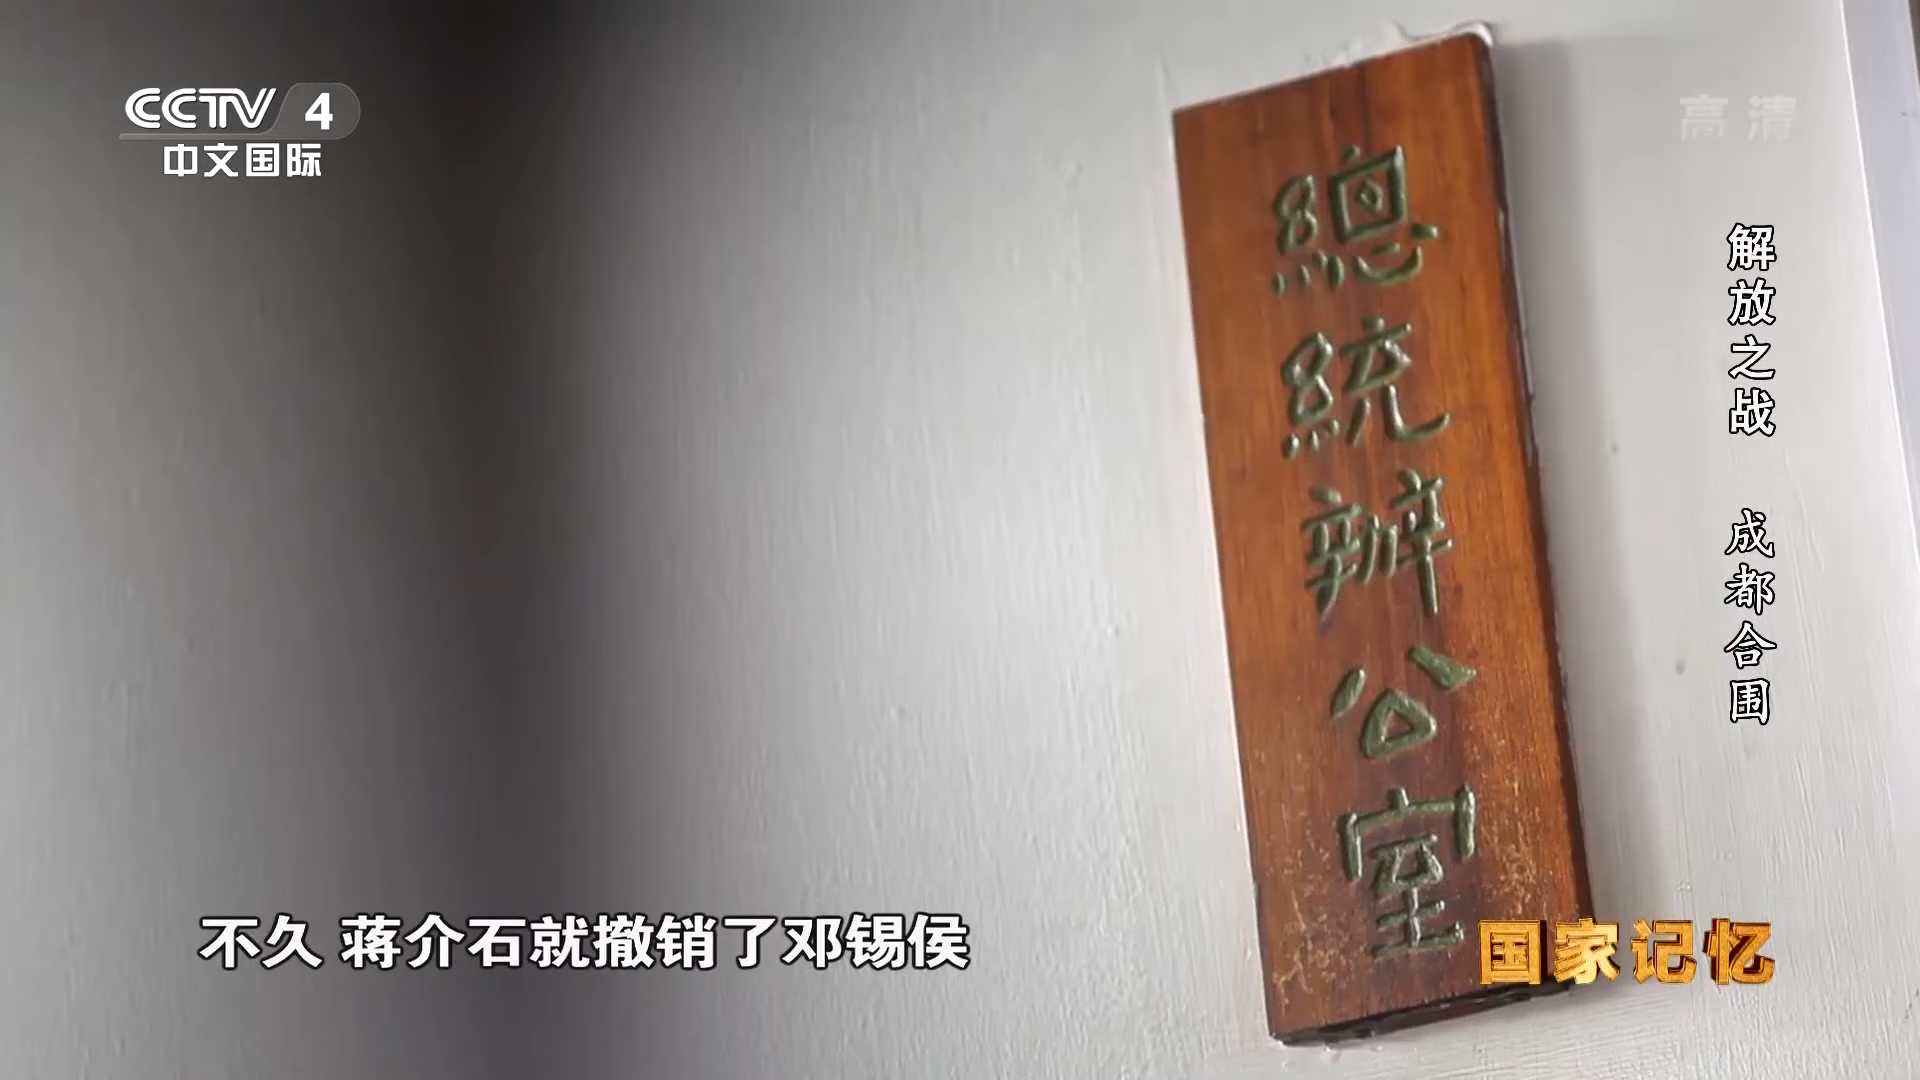 CCTV 4
中文国际
高清
解放之战 成都合围
總統辦公室
不久 蒋介石就撤销了邓锡侯
国家记忆